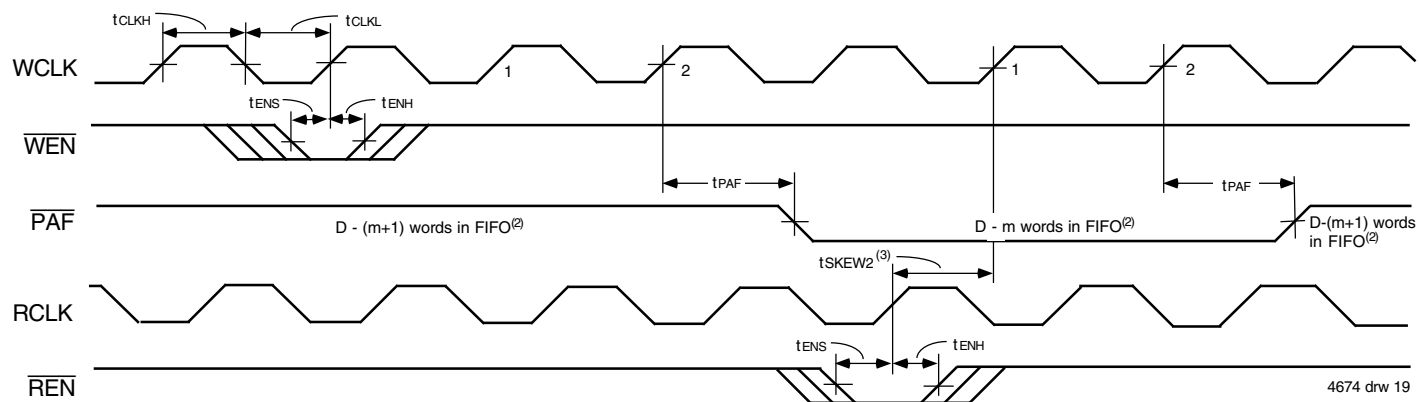 tCLKH tCLKL
WCLK 1 2 1 2
tENS tENH
WEN
tPAF tPAF
PAF D - (m+1) words in FIFO(2) D - m words in FIFO(2) D-(m+1) words
in FIFO(2)
tSKEW2(3)
RCLK
tENS tENH
REN
4674 drw 19